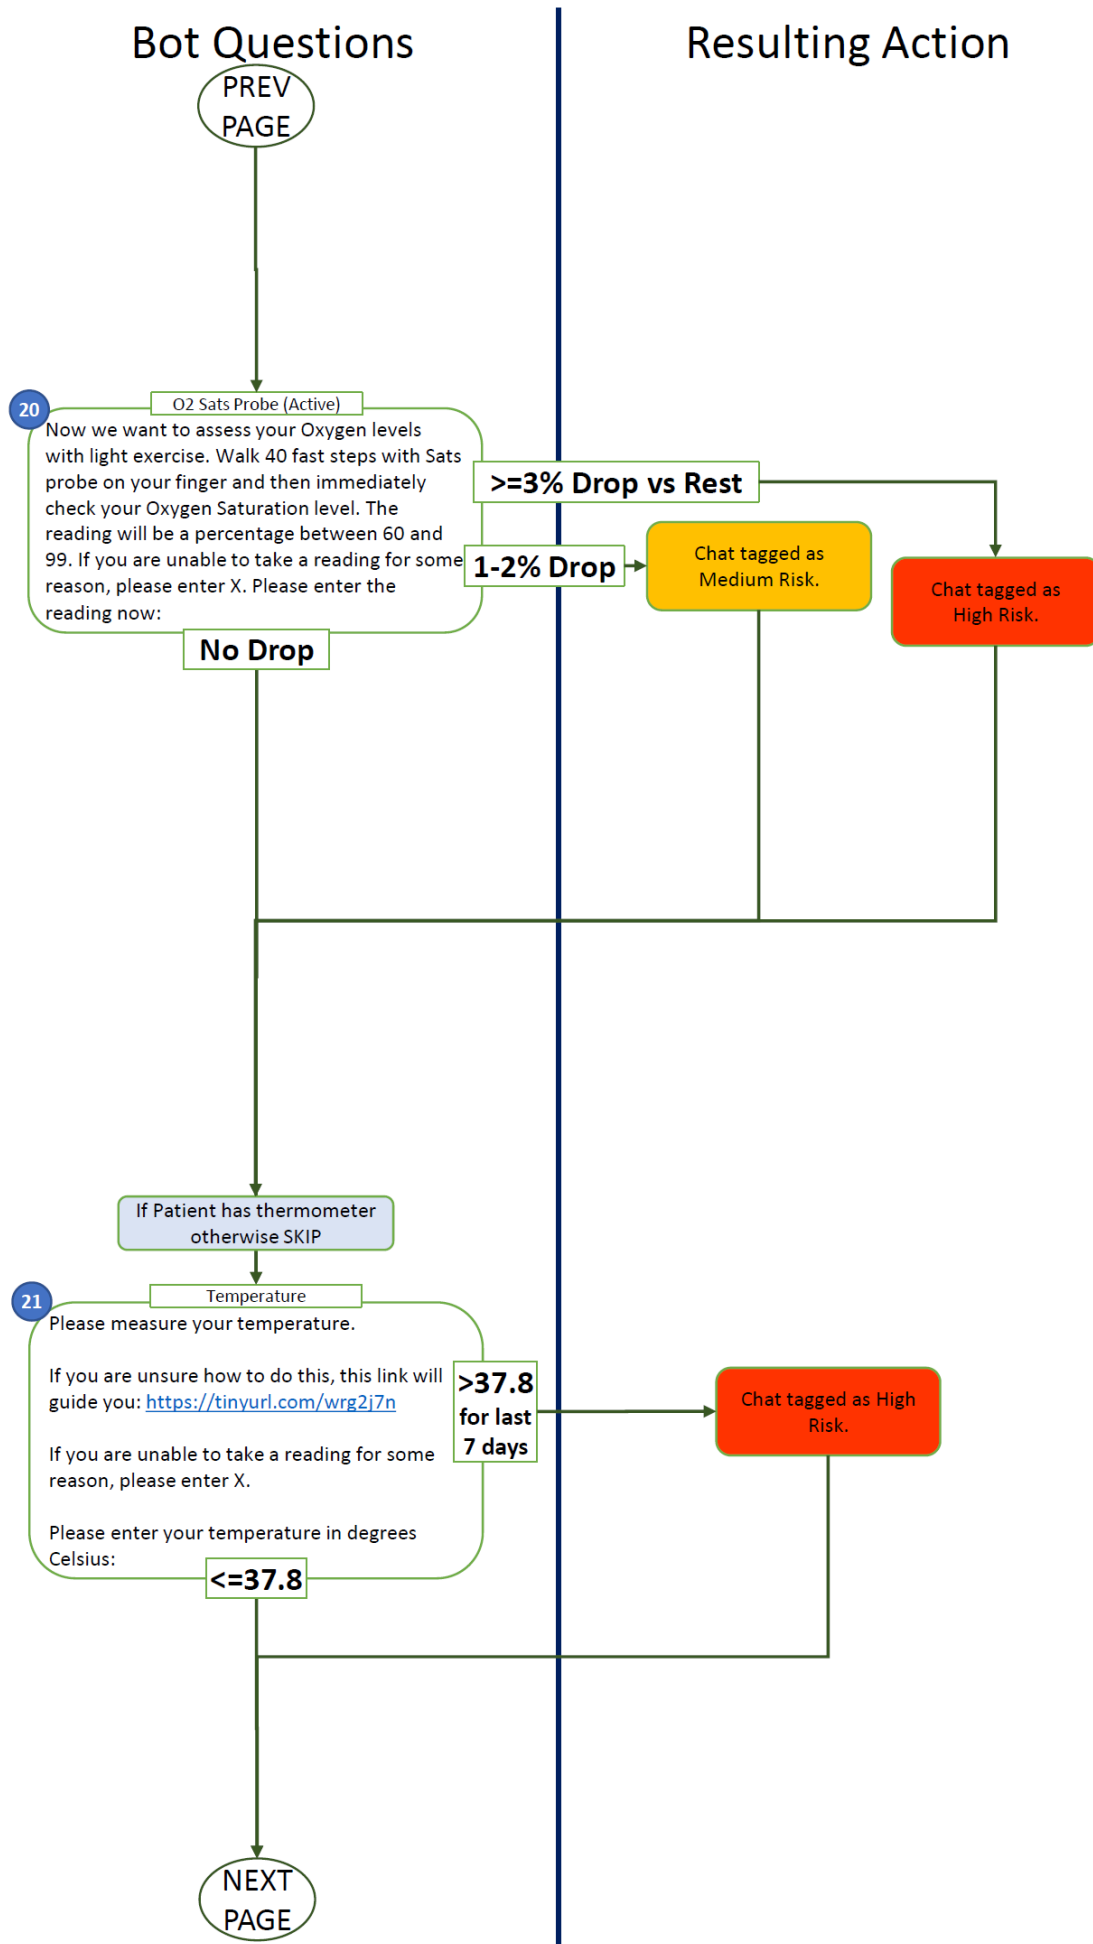 Bot Questions
Resulting Action
PREV
PAGE
20
O2 Sats Probe (Active)
Now we want to assess your Oxygen levels
with light exercise. Walk 40 fast steps with Sats
probe on your finger and then immediately
check your Oxygen Saturation level. The
reading will be a percentage between 60 and
99. If you are unable to take a reading for some
reason, please enter X. Please enter the
reading now:
>=3% Drop vs Rest
1-2% Drop
Chat tagged as
Medium Risk.
Chat tagged as
High Risk.
No Drop
If Patient has thermometer
otherwise SKIP
21
Temperature
Please measure your temperature.
If you are unsure how to do this, this link will
guide you: https://tinyurl.com/wrg2j7n
If you are unable to take a reading for some
reason, please enter X.
Please enter your temperature in degrees
Celsius:
>37.8
for last
7 days
Chat tagged as High
Risk.
<=37.8
NEXT
PAGE